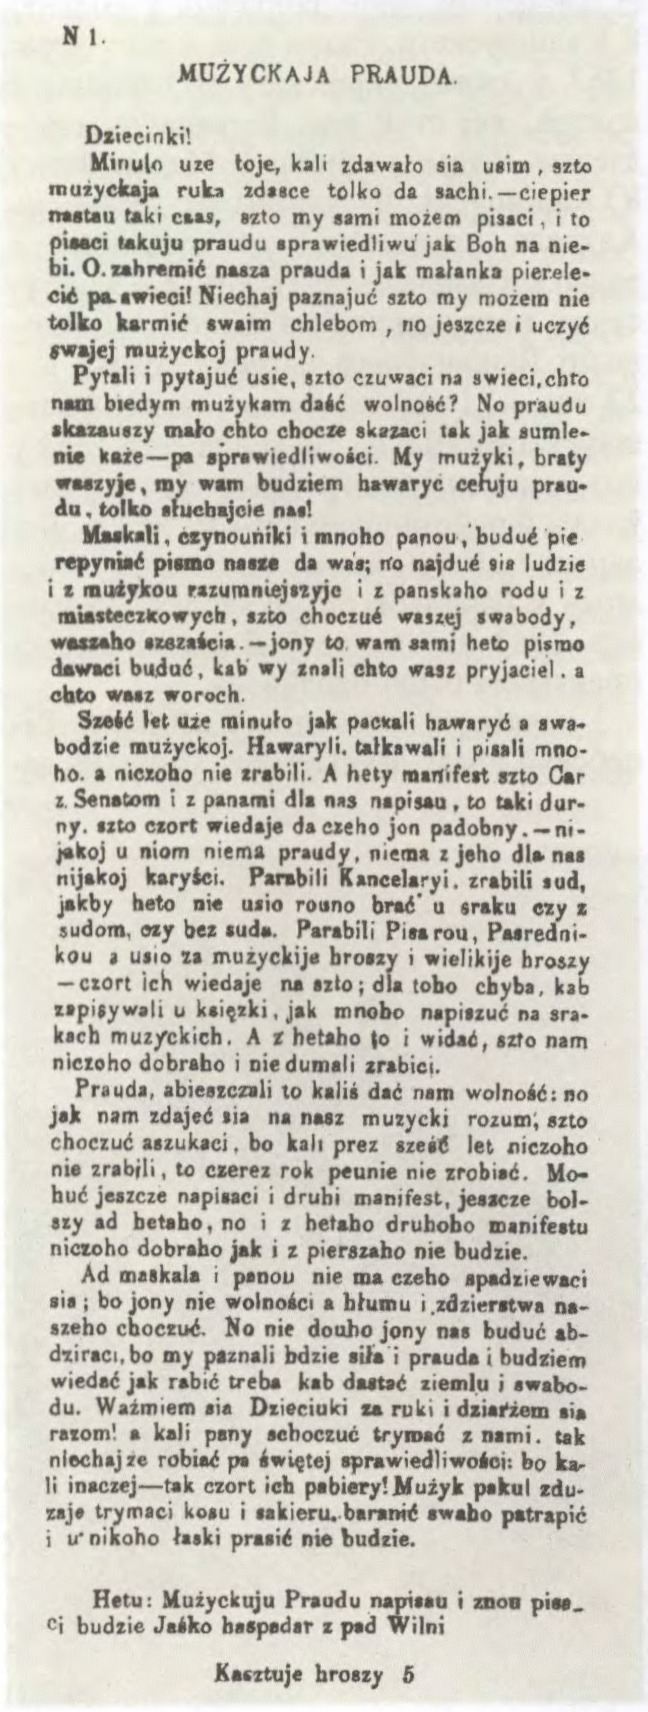 N 1.
MUŻYCKAJA PRAUDA.
Dziecinki!
Minuło uze toje, kali zdawało sia usim, szto
mużyckaja ruka zdasce tolko da sachi.—ciepier
nastau taki czas, szto my sami możem pisaci, i to
pisaci takuju praudu sprawiedliwu jak Boh na nie-
bi. O. zahremić nasza prauda i jak małanka pierele-
cić pa swieci! Niechaj paznajuć szto my możem nie
tolko karmić swaim chlebom, no jeszcze i uczyć
swajej mużyckoj praudy.
Pytali i pytajuć usie, szto czuwaci na swieci, chto
nam biedym mużykam daść wolność? No praudu
skazauszy mało chto chocze skazaci tak jak sumle-
nie każe—pa sprawiedliwości. My mużyki, braty
waszyje, my wam budziem hawaryć cełuju prau-
du, tolko słuchajcie nas!
Maskali, czynouniki i mnoho panou, buduć pie
repyniać pismo nasze da was; no najduć sia ludzie
i z mużykou razumniejszyje i z panskaho rodu i z
miasteczkowych, szto choczuć waszej swabody,
waszaho szczaścia.—jony to wam sami heto pismo
dawaci buduć, kab wy znali chto wasz pryjaciel. a
chto wasz woroch.
Sześć let uże minuło jak paczali hawaryć a swa-
bodzie mużyckoj. Hawaryli, tałkawali i pisali mno-
ho. a niczoho nie zrabili. A hety manifest szto Car
z Senatom i z panami dla nas napisau, to taki dur-
ny. szto czort wiedaje da czeho jon padobny.—ni-
jakoj u niom niema praudy, niema z jeho dla nas
nijakoj karyści. Parabili Kancelaryi. zrabili sud,
jakby heto nie usio rouno brać u sraku czy z
sudom, czy bez suda. Parabili Pisarou, Pasredni-
kou a usio za mużyckije hroszy i wielikije hroszy
—czort ich wiedaje na szto; dla toho chyba, kab
zapisywali u księzki, jak mnoho napiszuć na sra-
kach muzyckich. A z hetaho to i widać, szto nam
niczoho dobraho i nie dumali zrabici.
Prauda, abieszczali to kaliś dać nam wolność: no
jak nam zdajeć sia na nasz muzycki rozum, szto
choczuć aszukaci, bo kali prez sześć let niczoho
nie zrabili, to czerez rok peunie nie zrobiać. Mo-
huć jeszcze napisaci i druhi manifest, jeszcze bol-
szy ad hetaho, no i z hetaho druhoho manifestu
niczoho dobraho jak i z pierszaho nie budzie.
Ad maskala i panou nie ma czeho spadziewaci
sia; bo jony nie wolności a hłumu i zdzierstwa na-
szeho choczuć. No nie douho jony nas buduć ab-
dziraci, bo my paznali hdzie siła i prauda i budziem
wiedać jak rabić treba kab dastać ziemlu i swabo-
du. Waźmiem sia Dzieciuki za ruki i dziarżem sia
razom! a kali pany schoczuć trymać z nami. tak
niechaj że robiać pa świętej sprawiedliwości: bo ka-
li inaczej—tak czort ich pabiery! Mużyk pakul zdu-
zaje trymaci kosu i sakieru, baranić swaho patrapić
i u nikoho łaski prasić nie budzie.
Hetu: Mużyckuju Praudu napisau i znou pisa-
ci budzie Jaśko haspadar z pad Wilni
Kasztuje hroszy 5